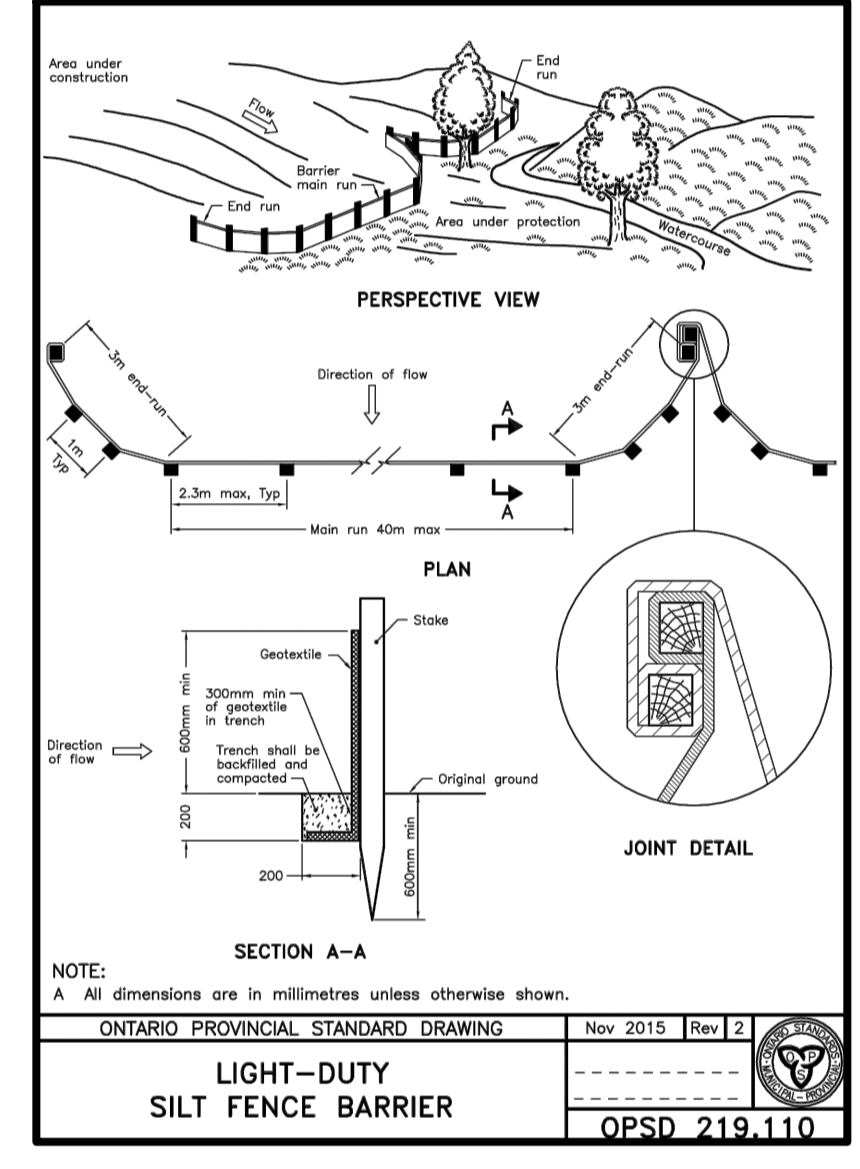 Area under
construction
End
run
Flow
Barrier
main run
End run
Area under protection
Watercourse
PERSPECTIVE VIEW
3m end-run
Direction of flow
3m end-run
A
1m
Typ
2.3m max, Typ
A
Main run 40m max
PLAN
Stake
Geotextile
600mm min
300mm min
of geotextile
in trench
Direction
of flow
Trench shall be
backfilled and
compacted
Original ground
200
600mm min
200
JOINT DETAIL
SECTION A-A
NOTE:
A All dimensions are in millimetres unless otherwise shown.
ONTARIO PROVINCIAL STANDARD DRAWING
Nov 2015
Rev
2
LIGHT-DUTY
SILT FENCE BARRIER
ONTARIO STANDARDS
MUNICIPAL - PROVINCIAL
O P
S
OPSD 219.110